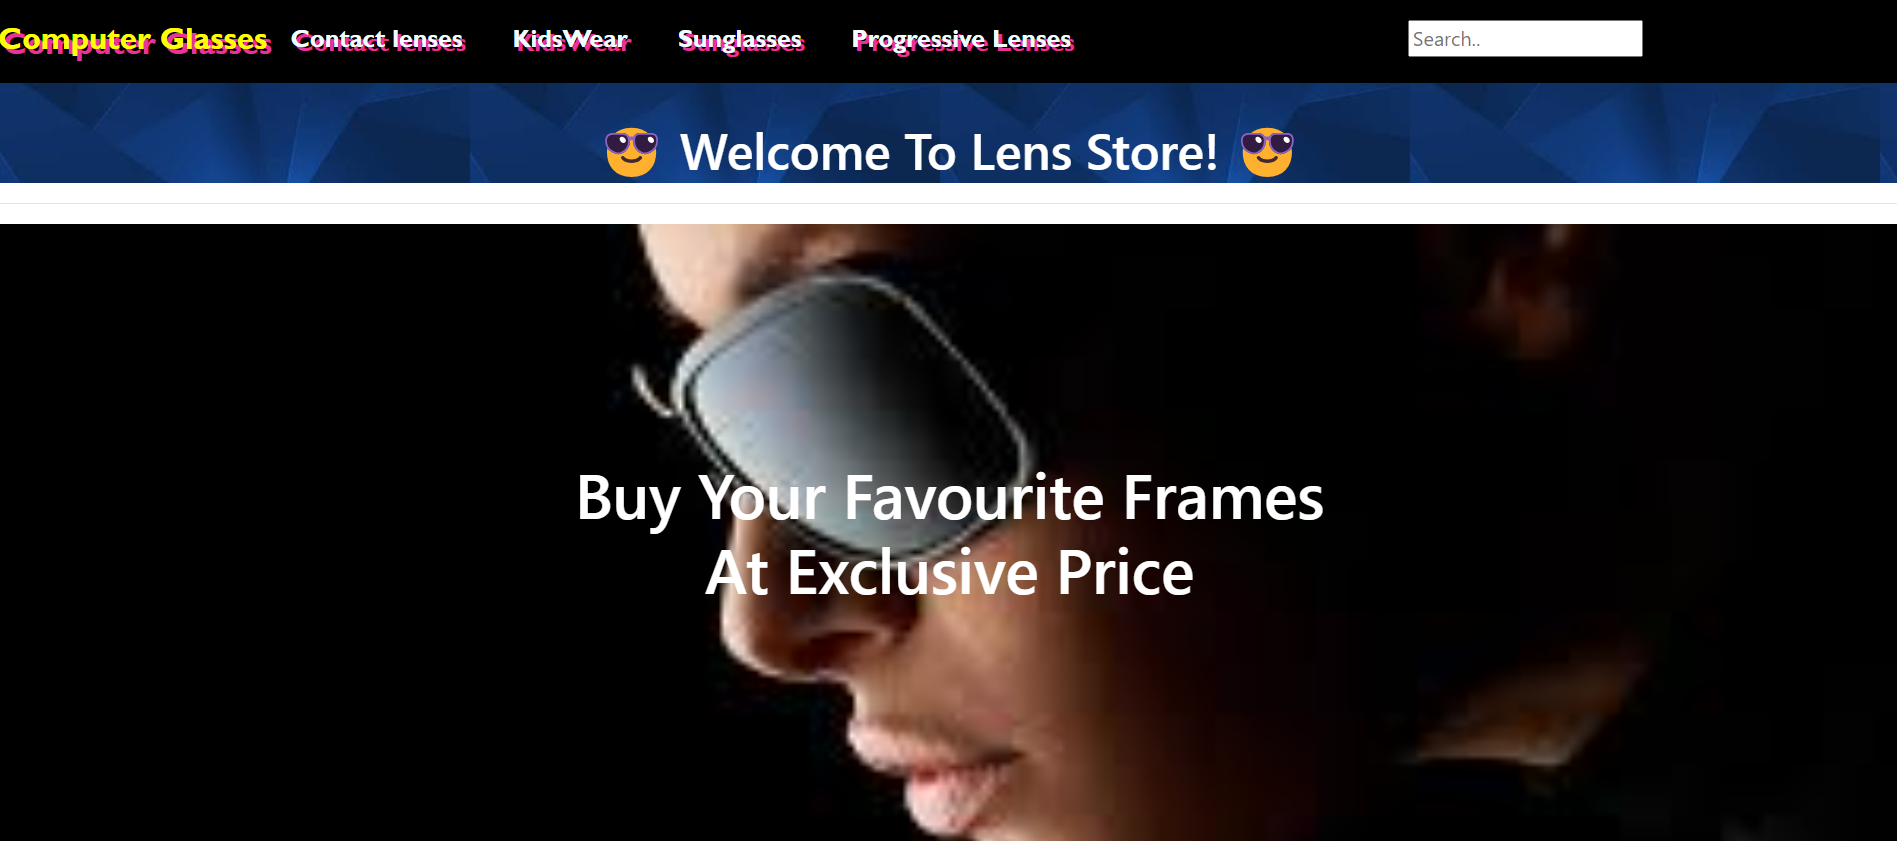 Computer Glasses Contact lenses KidsWear Sunglasses Progressive Lenses Search..
😎 Welcome To Lens Store! 😎
Buy Your Favourite Frames
At Exclusive Price